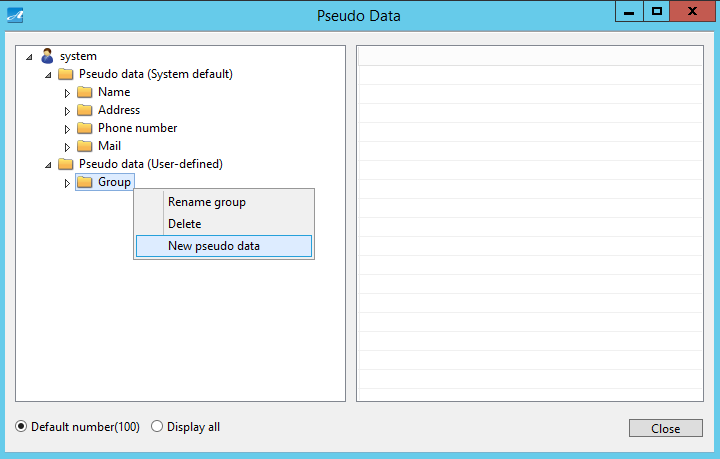 Pseudo Data
system
Pseudo data (System default)
Name
Address
Phone number
Mail
Pseudo data (User-defined)
Group
Rename group
Delete
New pseudo data
Default number(100) Display all
Close